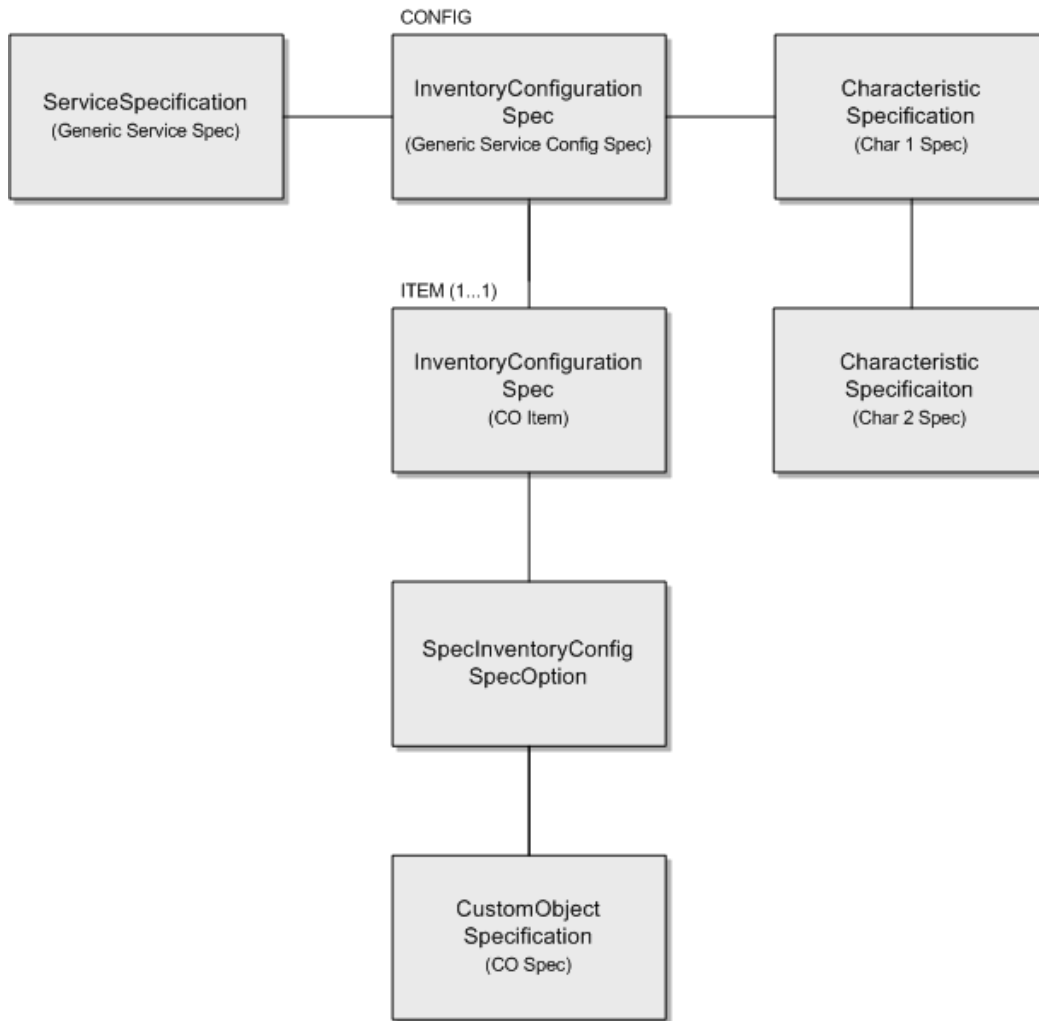 CONFIG
ServiceSpecification
(Generic Service Spec)
InventoryConfiguration
Spec
(Generic Service Config Spec)
Characteristic
Specification
(Char 1 Spec)
ITEM (1...1)
InventoryConfiguration
Spec
(CO Item)
Characteristic
Specificaiton
(Char 2 Spec)
SpecInventoryConfig
SpecOption
CustomObject
Specification
(CO Spec)